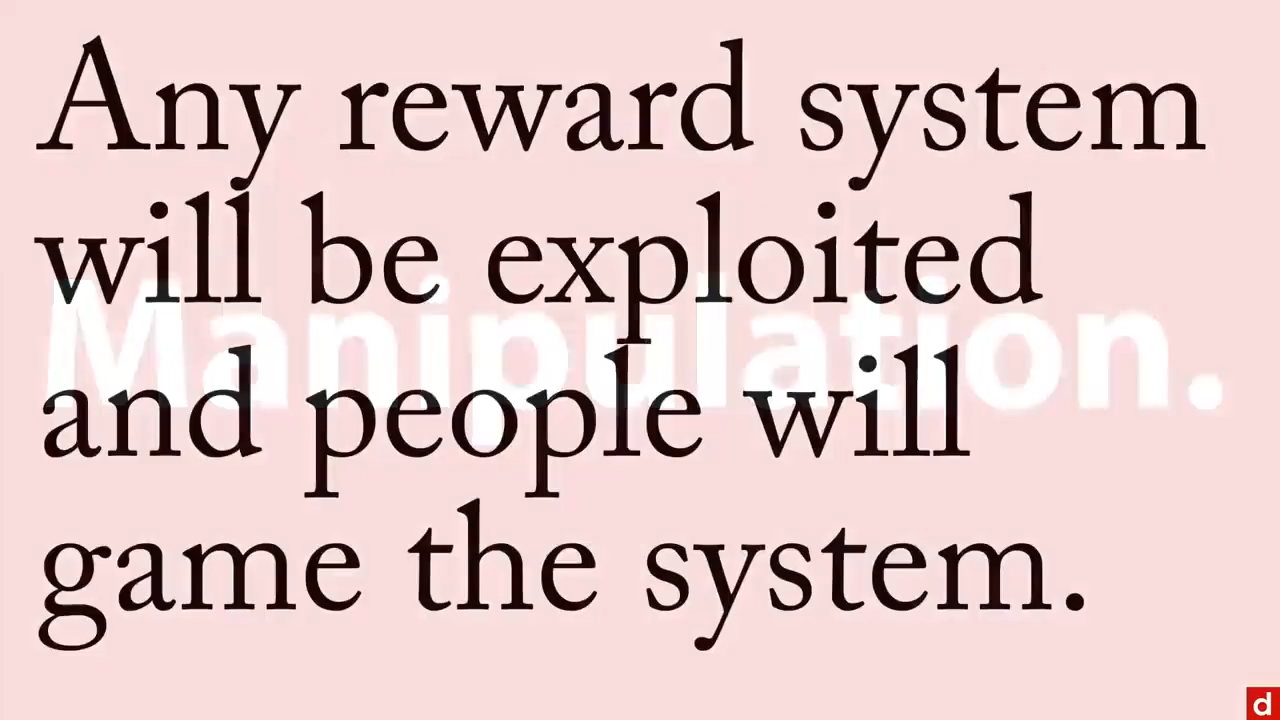 Any reward system
will be exploited
Manipulation.
and people will
game the system.
d